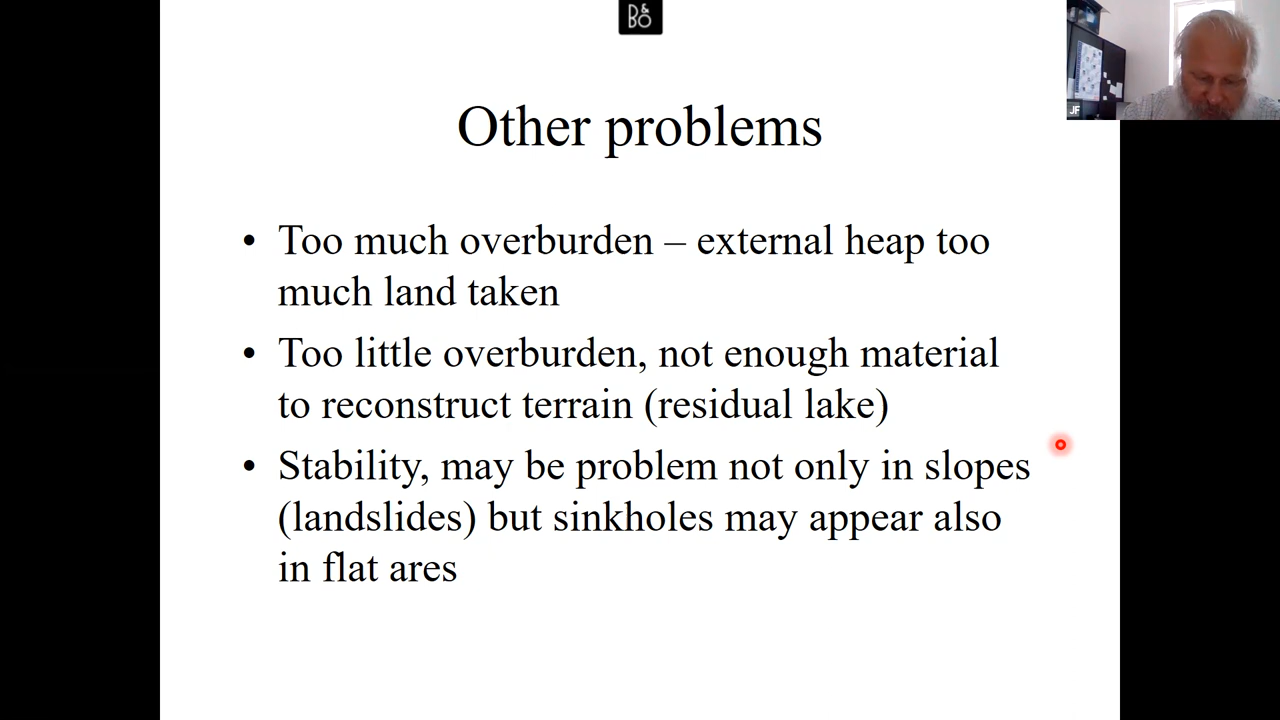 B&O
JF
Other problems
• Too much overburden – external heap too
much land taken
• Too little overburden, not enough material
to reconstruct terrain (residual lake)
• Stability, may be problem not only in slopes
(landslides) but sinkholes may appear also
in flat ares